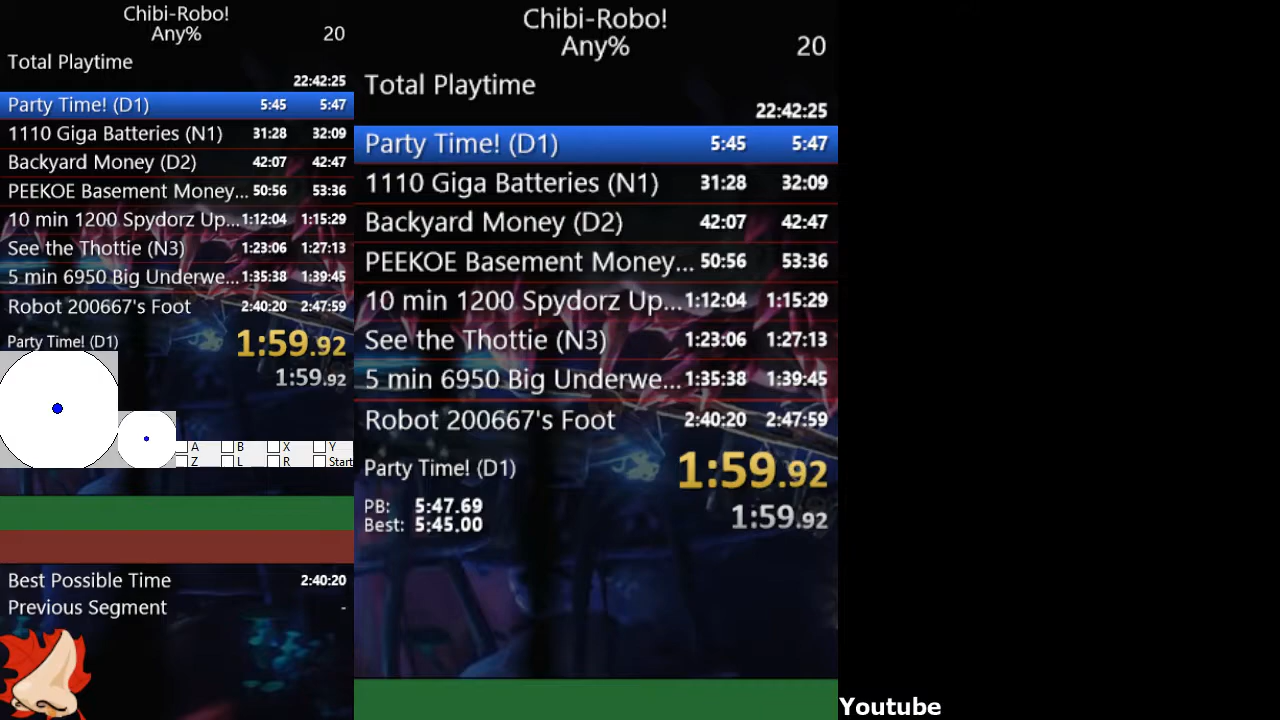 Chibi-Robo!
Any% 20
Total Playtime
22:42:25
Party Time! (D1) 5:45 5:47
1110 Giga Batteries (N1) 31:28 32:09
Backyard Money (D2) 42:07 42:47
PEEKOE Basement Money... 50:56 53:36
10 min 1200 Spydorz Up... 1:12:04 1:15:29
See the Thottie (N3) 1:23:06 1:27:13
5 min 6950 Big Underwe... 1:35:38 1:39:45
Robot 200667's Foot 2:40:20 2:47:59
Party Time! (D1) 1:59.92
1:59.92
A B X Y
Z L R Start
Best Possible Time 2:40:20
Previous Segment -
Chibi-Robo!
Any% 20
Total Playtime
22:42:25
Party Time! (D1) 5:45 5:47
1110 Giga Batteries (N1) 31:28 32:09
Backyard Money (D2) 42:07 42:47
PEEKOE Basement Money... 50:56 53:36
10 min 1200 Spydorz Up... 1:12:04 1:15:29
See the Thottie (N3) 1:23:06 1:27:13
5 min 6950 Big Underwe... 1:35:38 1:39:45
Robot 200667's Foot 2:40:20 2:47:59
Party Time! (D1) 1:59.92
PB: 5:47.69
Best: 5:45.00 1:59.92
Youtube